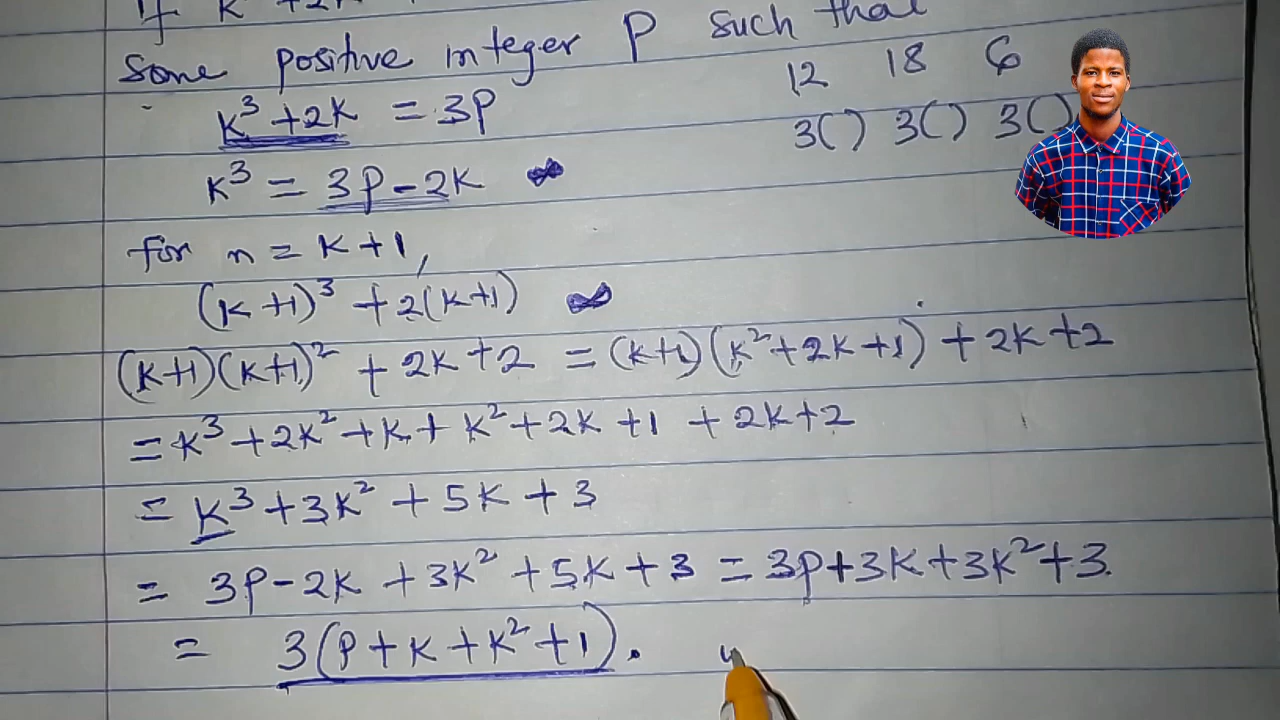 If K + 2K
Some positive integer P such that
12 18 6
K³ + 2K = 3P
3( ) 3( ) 3( )
K³ = 3P - 2K
for n = K + 1,
(K+1)³ + 2(K+1)
(K+1)(K+1)² + 2K + 2 = (K+1)(K² + 2K + 1) + 2K + 2
= K³ + 2K² + K + K² + 2K + 1 + 2K + 2
= K³ + 3K² + 5K + 3
= 3P - 2K + 3K² + 5K + 3 = 3P + 3K + 3K² + 3.
= 3(P + K + K² + 1).